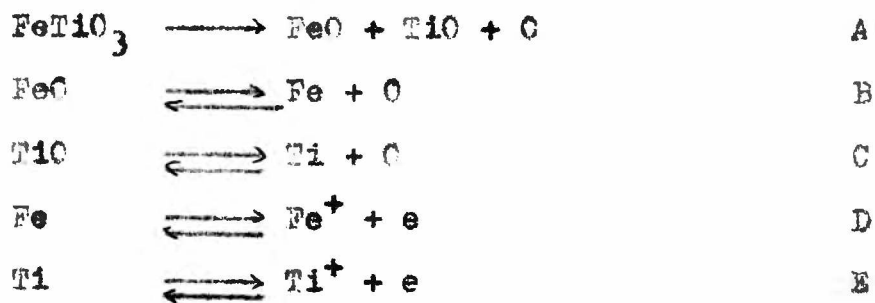 FeTiO₃ ⟶ FeO + TiO + O A
FeO ⇌ Fe + O B
TiO ⇌ Ti + O C
Fe ⇌ Fe⁺ + e D
Ti ⇌ Ti⁺ + e E